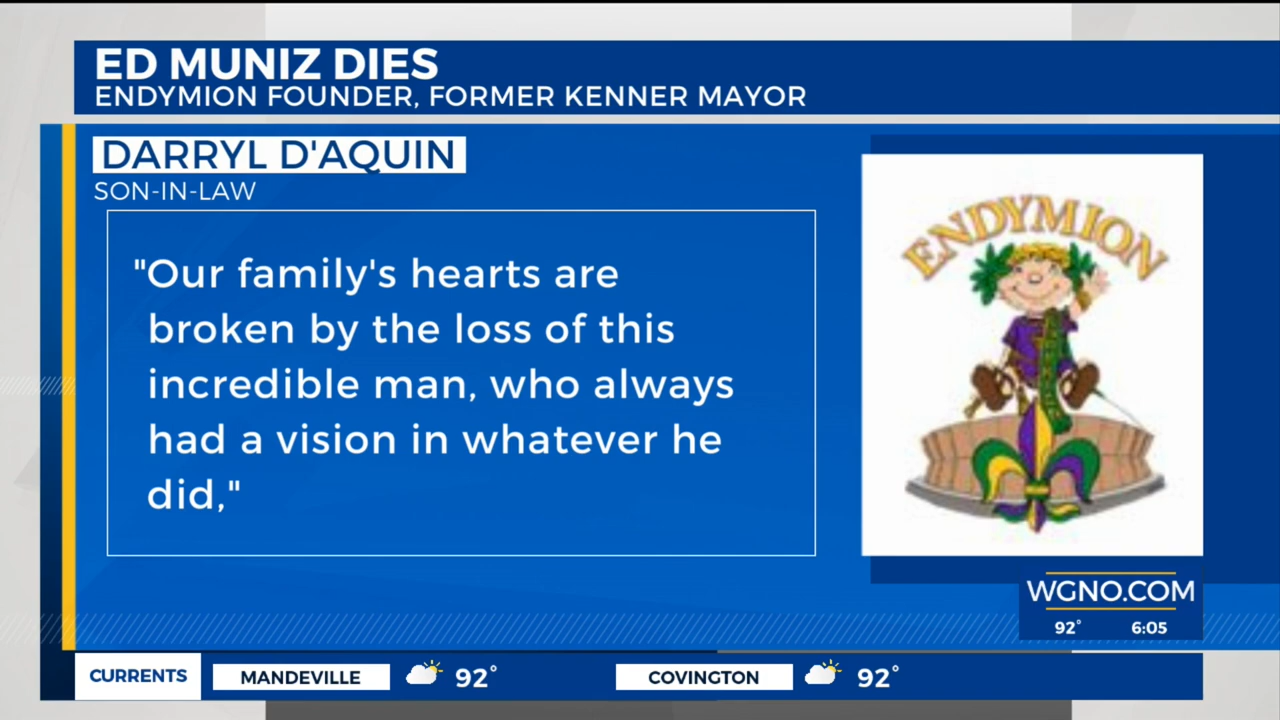 ED MUNIZ DIES
ENDYMION FOUNDER, FORMER KENNER MAYOR
DARRYL D'AQUIN
SON-IN-LAW
"Our family's hearts are
broken by the loss of this
incredible man, who always
had a vision in whatever he
did,"
ENDYMION
WGNO.COM
92° 6:05
CURRENTS MANDEVILLE 92° COVINGTON 92°